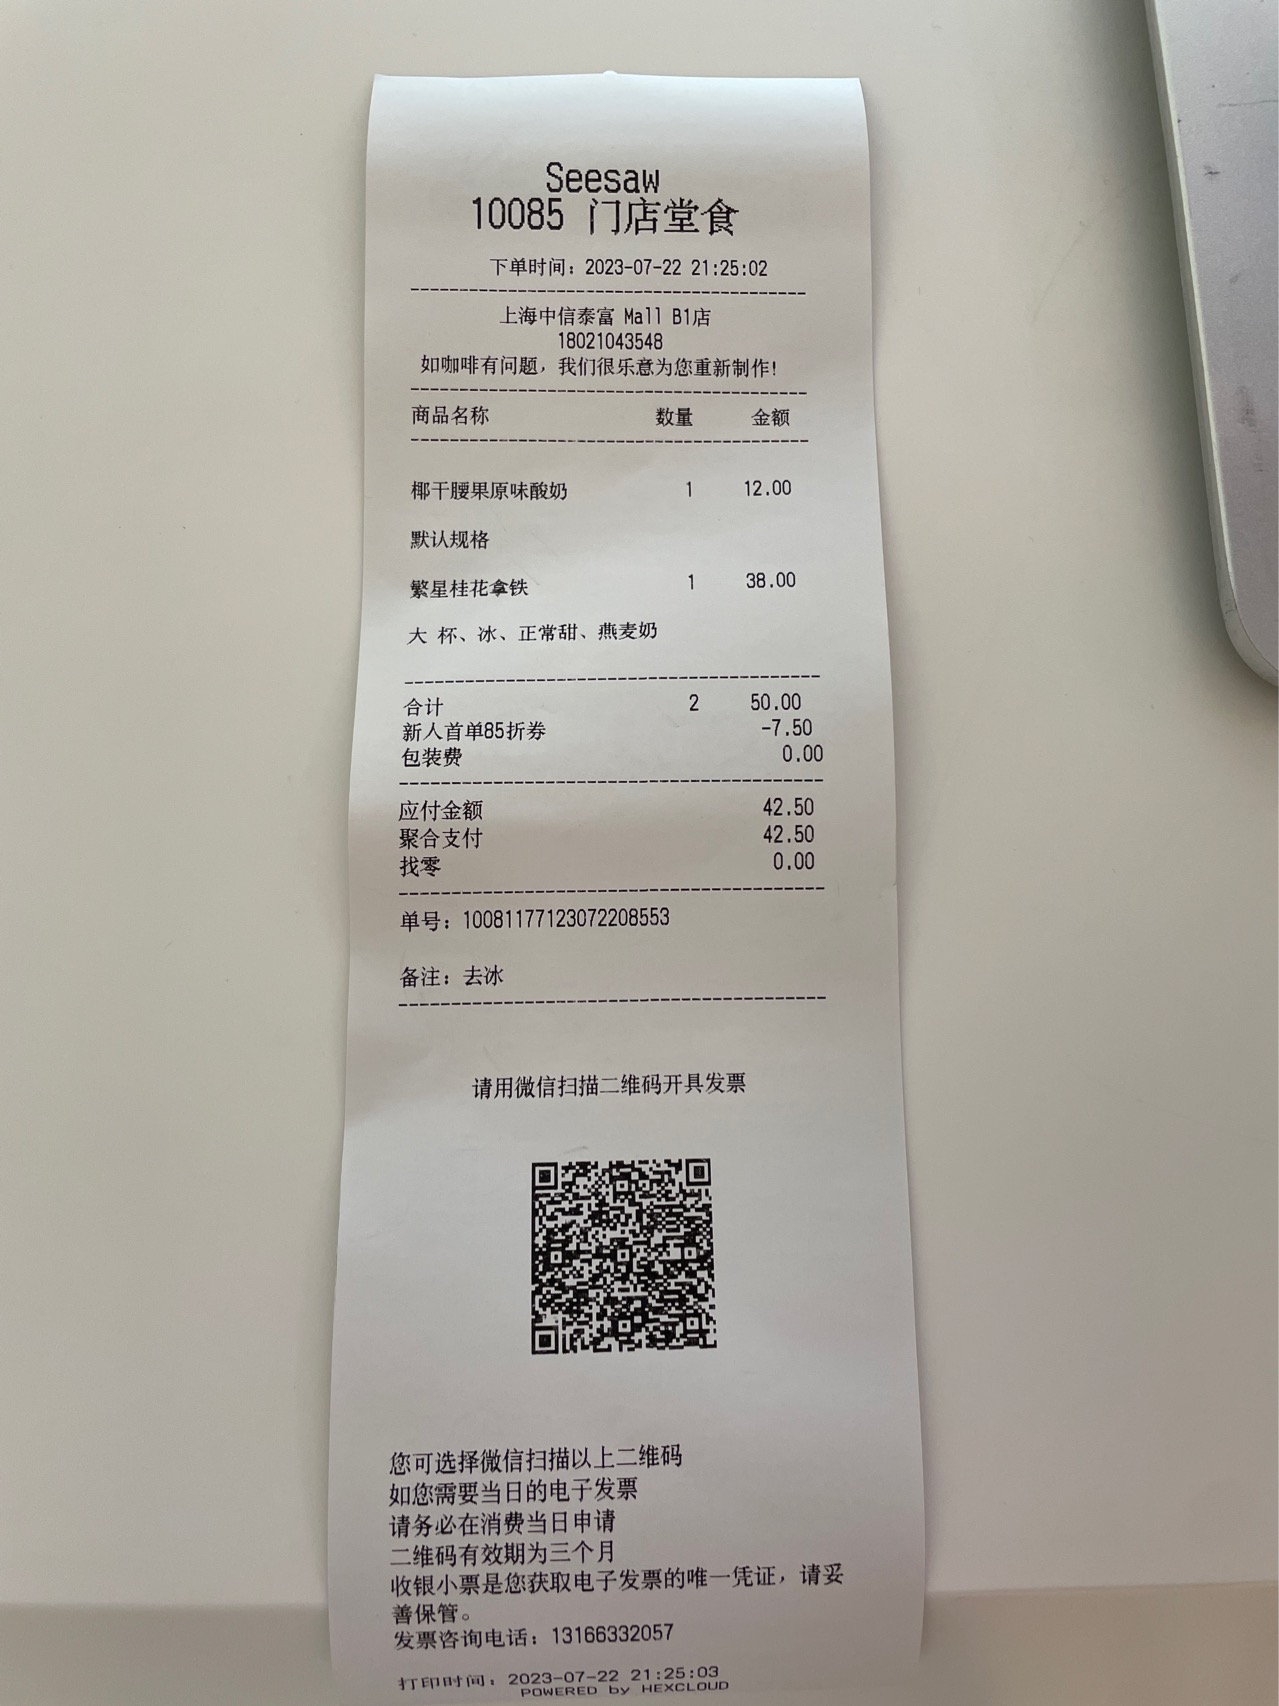 Seesaw
10085 门店堂食
下单时间：2023-07-22 21:25:02
上海中信泰富 Mall B1店
18021043548
如咖啡有问题，我们很乐意为您重新制作!
商品名称 数量 金额
椰干腰果原味酸奶 1 12.00
默认规格
繁星桂花拿铁 1 38.00
大 杯、冰、正常甜、燕麦奶
合计 2 50.00
新人首单85折券 -7.50
包装费 0.00
应付金额 42.50
聚合支付 42.50
找零 0.00
单号：10081177123072208553
备注：去冰
请用微信扫描二维码开具发票
您可选择微信扫描以上二维码
如您需要当日的电子发票
请务必在消费当日申请
二维码有效期为三个月
收银小票是您获取电子发票的唯一凭证，请妥
善保管。
发票咨询电话：13166332057
打印时间：2023-07-22 21:25:03
POWERED by HEXCLOUD